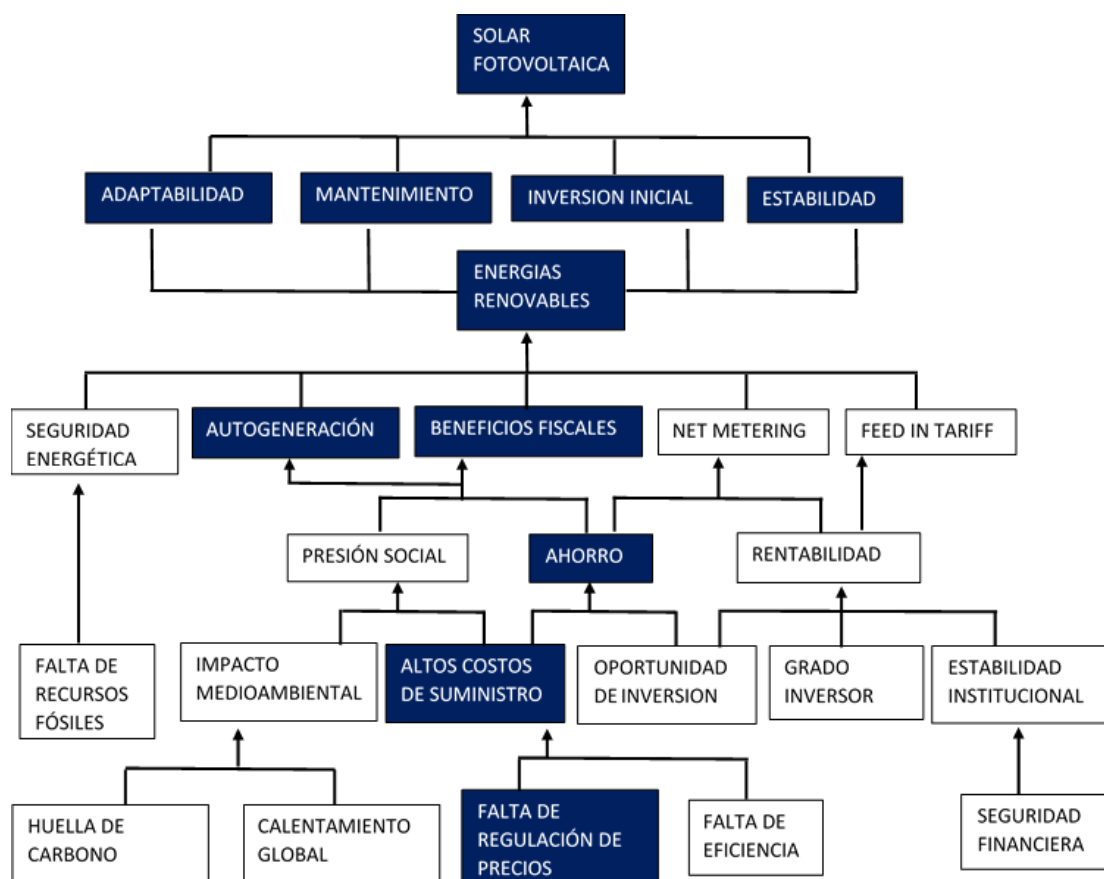 SOLAR
FOTOVOLTAICA
ADAPTABILIDAD
MANTENIMIENTO
INVERSION INICIAL
ESTABILIDAD
ENERGIAS
RENOVABLES
SEGURIDAD
ENERGÉTICA
AUTOGENERACIÓN
BENEFICIOS FISCALES
NET METERING
FEED IN TARIFF
PRESIÓN SOCIAL
AHORRO
RENTABILIDAD
FALTA DE
RECURSOS
FÓSILES
IMPACTO
MEDIOAMBIENTAL
ALTOS COSTOS
DE SUMINISTRO
OPORTUNIDAD
DE INVERSION
GRADO
INVERSOR
ESTABILIDAD
INSTITUCIONAL
HUELLA DE
CARBONO
CALENTAMIENTO
GLOBAL
FALTA DE
REGULACIÓN DE
PRECIOS
FALTA DE
EFICIENCIA
SEGURIDAD
FINANCIERA